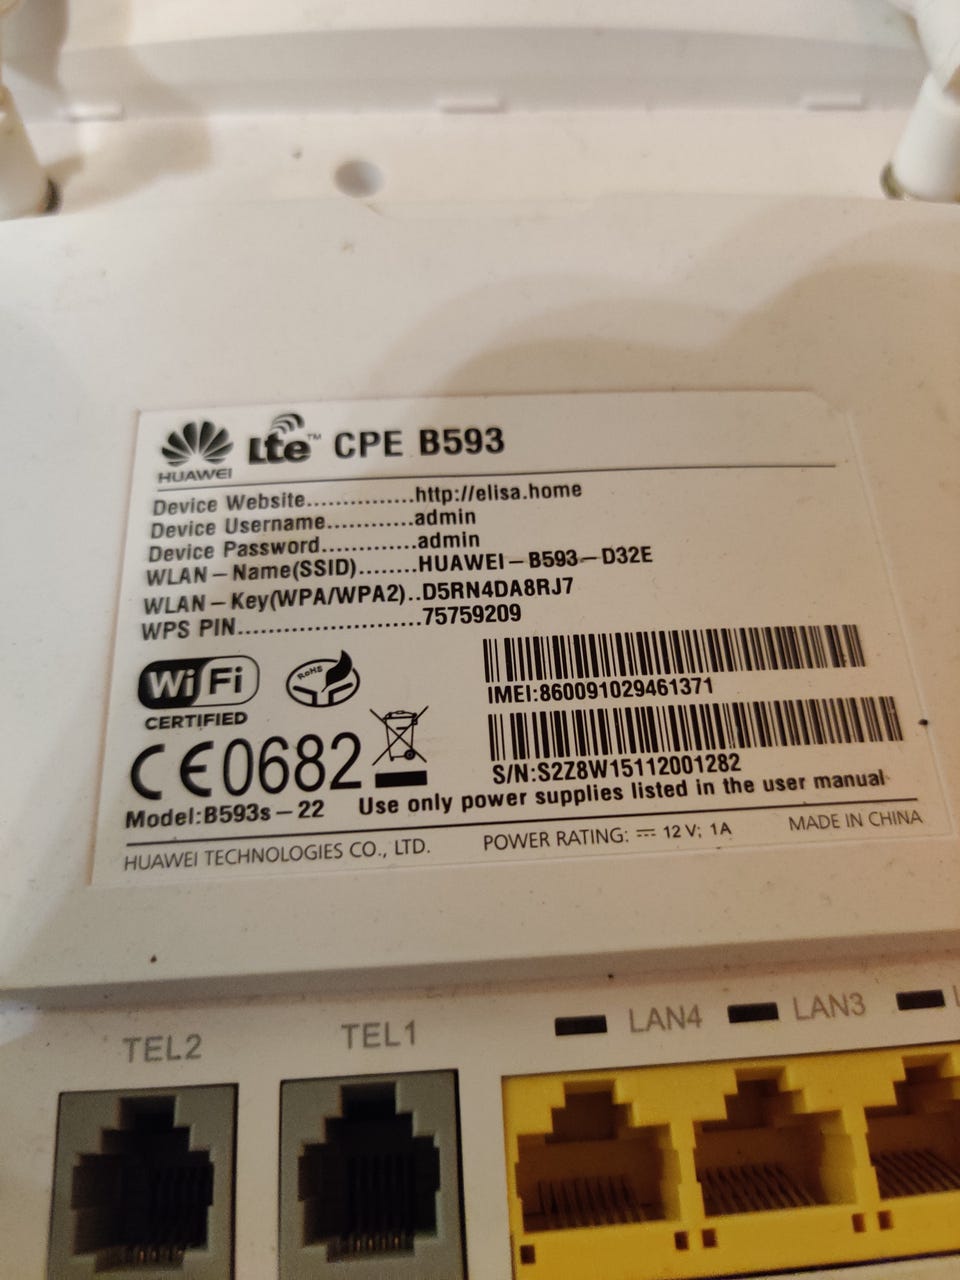 HUAWEI
Lte™ CPE B593
Device Website...............http://elisa.home
Device Username............admin
Device Password.............admin
WLAN-Name(SSID)........HUAWEI-B593-D32E
WLAN-Key(WPA/WPA2)..D5RN4DA8RJ7
WPS PIN..........................75759209
Wi Fi
CERTIFIED
RoHS
IMEI:860091029461371
CE0682
S/N:S2Z8W15112001282
Model:B593s-22 Use only power supplies listed in the user manual
HUAWEI TECHNOLOGIES CO., LTD. POWER RATING: ⎓ 12 V; 1A MADE IN CHINA
TEL2 TEL1 LAN4 LAN3